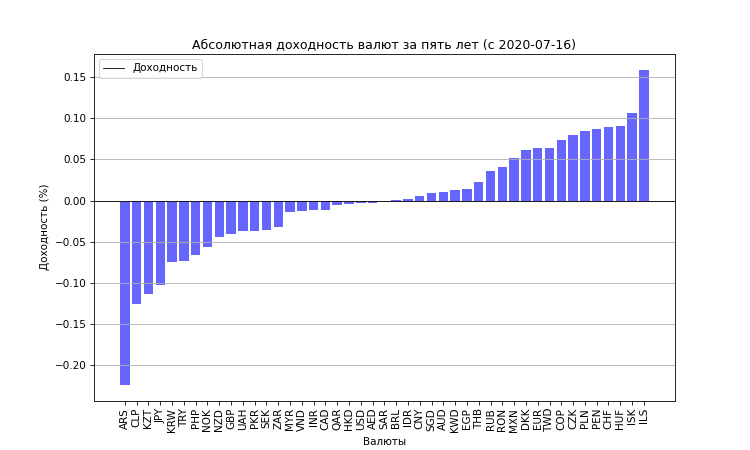 Абсолютная доходность валют за пять лет (с 2020-07-16)
Доходность
0.15
0.10
0.05
0.00
−0.05
−0.10
−0.15
−0.20
Доходность (%)
ARS CLP KZT JPY KRW TRY PHP NOK NZD GBP UAH PKR SEK ZAR MYR VND INR CAD QAR HKD USD AED SAR BRL IDR CNY SGD AUD KWD EGP THB RUB RON MXN DKK EUR TWD COP CZK PLN PEN CHF HUF ISK ILS
Валюты